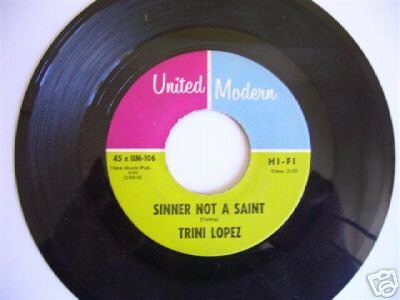 United Modern
45 x UM-106
HI-FI
SINNER NOT A SAINT
TRINI LOPEZ